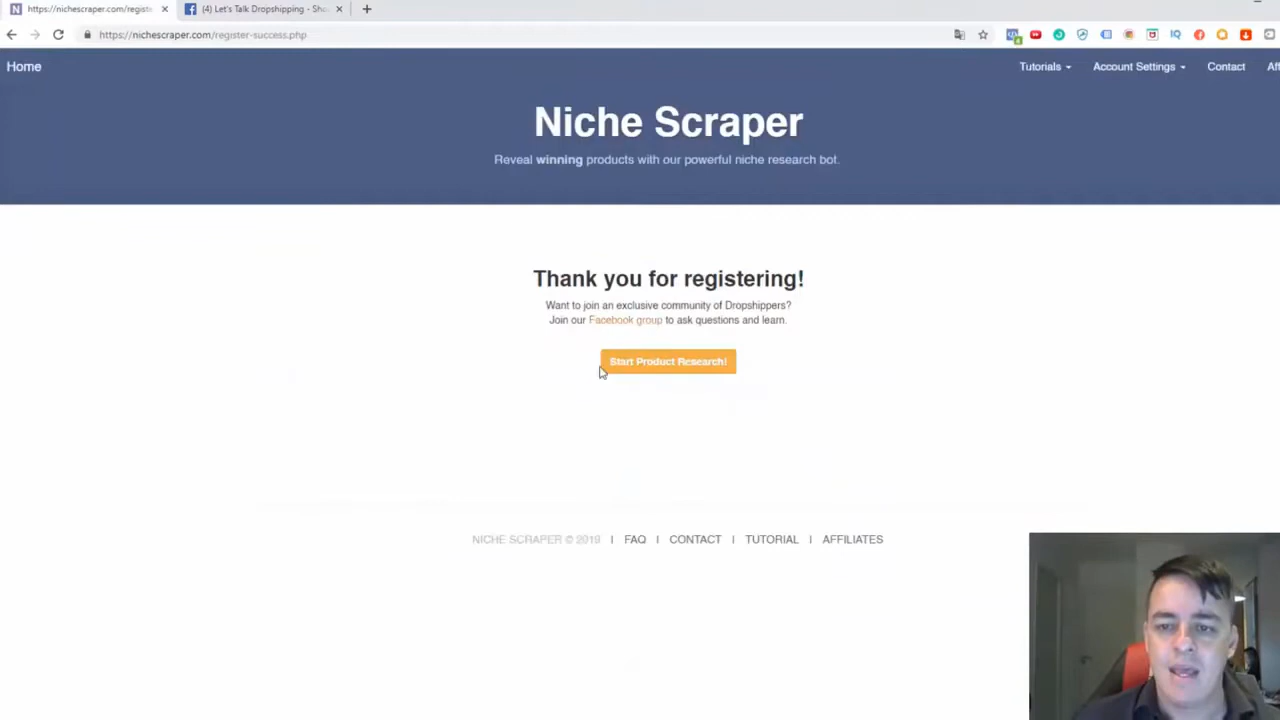 https://nichescraper.com/registe
(4) Let's Talk Dropshipping - Sho
https://nichescraper.com/register-success.php
Home
Tutorials
Account Settings
Contact
Aff
Niche Scraper
Reveal winning products with our powerful niche research bot.
Thank you for registering!
Want to join an exclusive community of Dropshippers?
Join our Facebook group to ask questions and learn.
Start Product Research!
NICHE SCRAPER © 2019 | FAQ | CONTACT | TUTORIAL | AFFILIATES